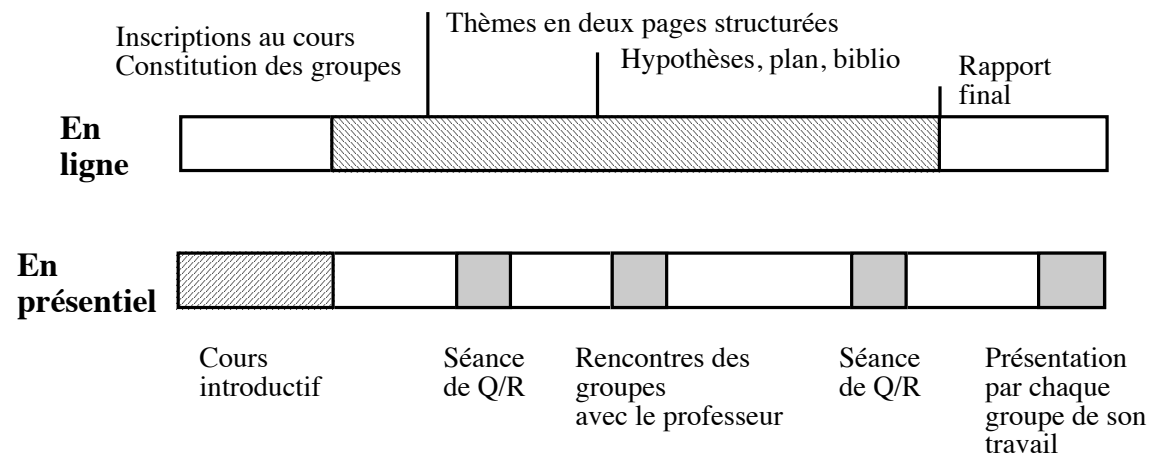 Inscriptions au cours
Constitution des groupes
Thèmes en deux pages structurées
Hypothèses, plan, biblio
Rapport
final
En
ligne
En
présentiel
Cours
introductif
Séance
de Q/R
Rencontres des
groupes
avec le professeur
Séance
de Q/R
Présentation
par chaque
groupe de son
travail